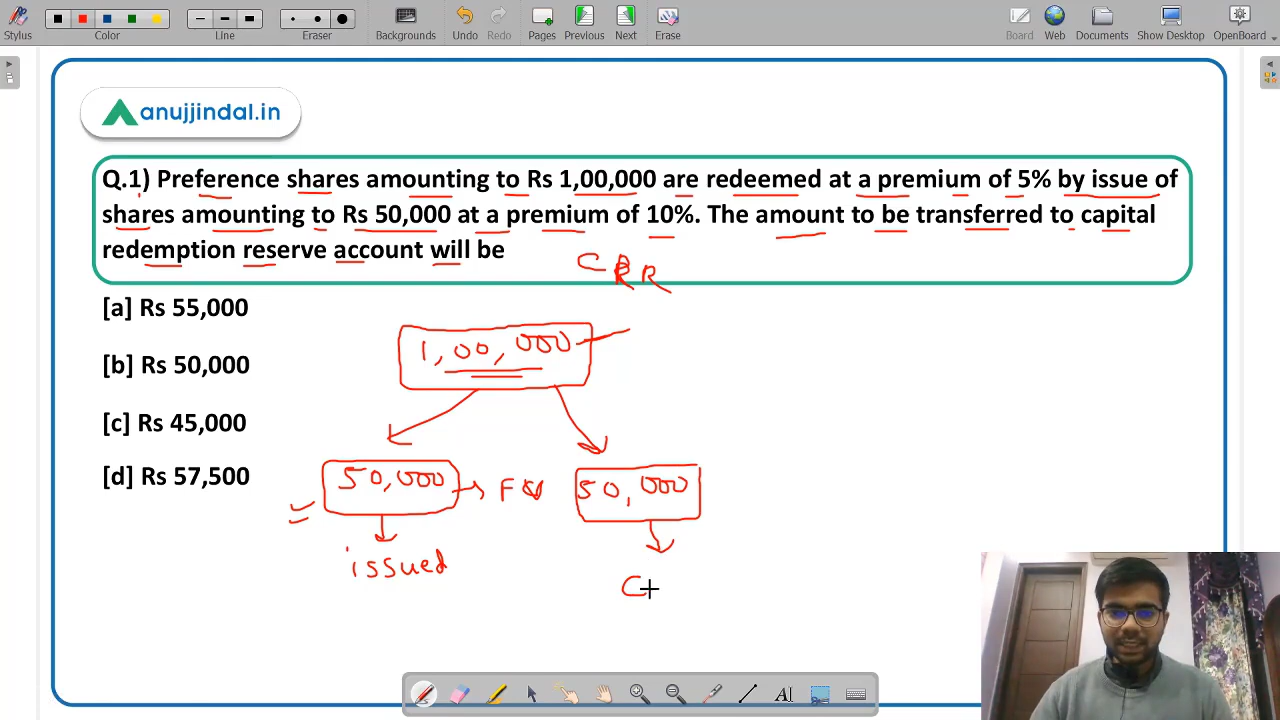 Stylus
Color
Line
Eraser
Backgrounds
Undo
Redo
Pages
Previous
Next
Erase
Board
Web
Documents
Show Desktop
OpenBoard
anujjindal.in
Q.1) Preference shares amounting to Rs 1,00,000 are redeemed at a premium of 5% by issue of
shares amounting to Rs 50,000 at a premium of 10%. The amount to be transferred to capital
redemption reserve account will be
CRR
[a] Rs 55,000
[b] Rs 50,000
[c] Rs 45,000
[d] Rs 57,500
1,00,000
50,000
50,000
issued
C